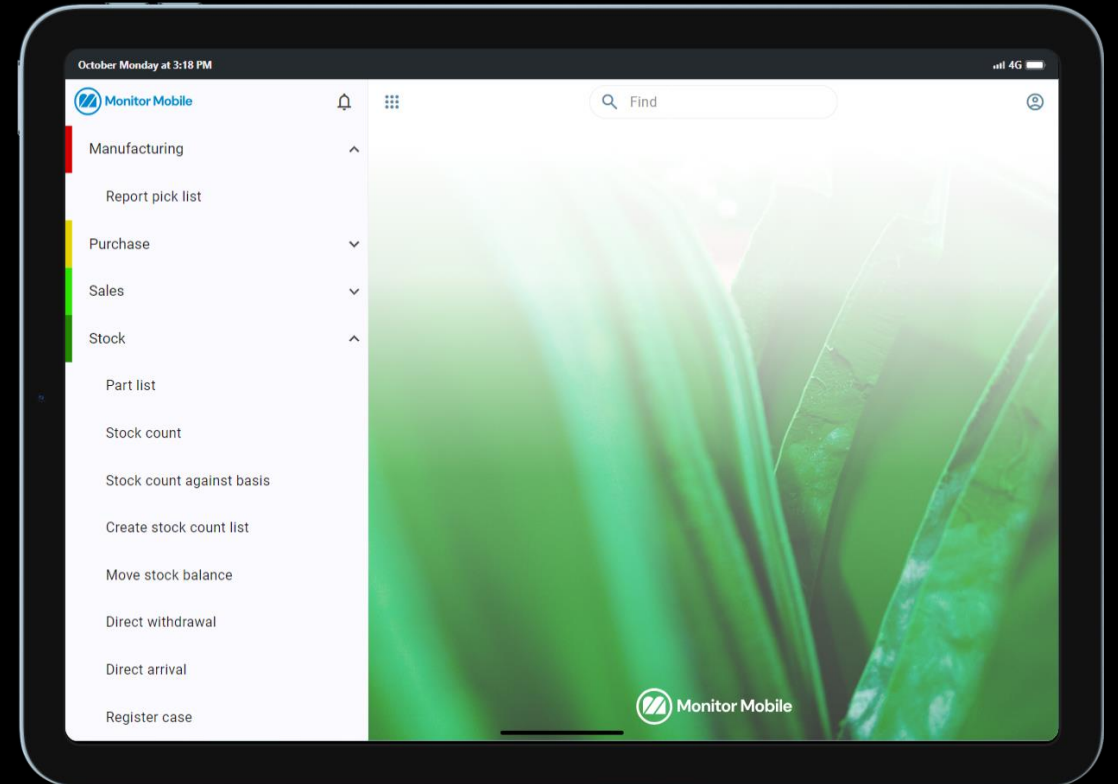 October Monday at 3:18 PM
4G
Monitor Mobile
Find
Manufacturing
Report pick list
Purchase
Sales
Stock
Part list
Stock count
Stock count against basis
Create stock count list
Move stock balance
Direct withdrawal
Direct arrival
Register case
Monitor Mobile